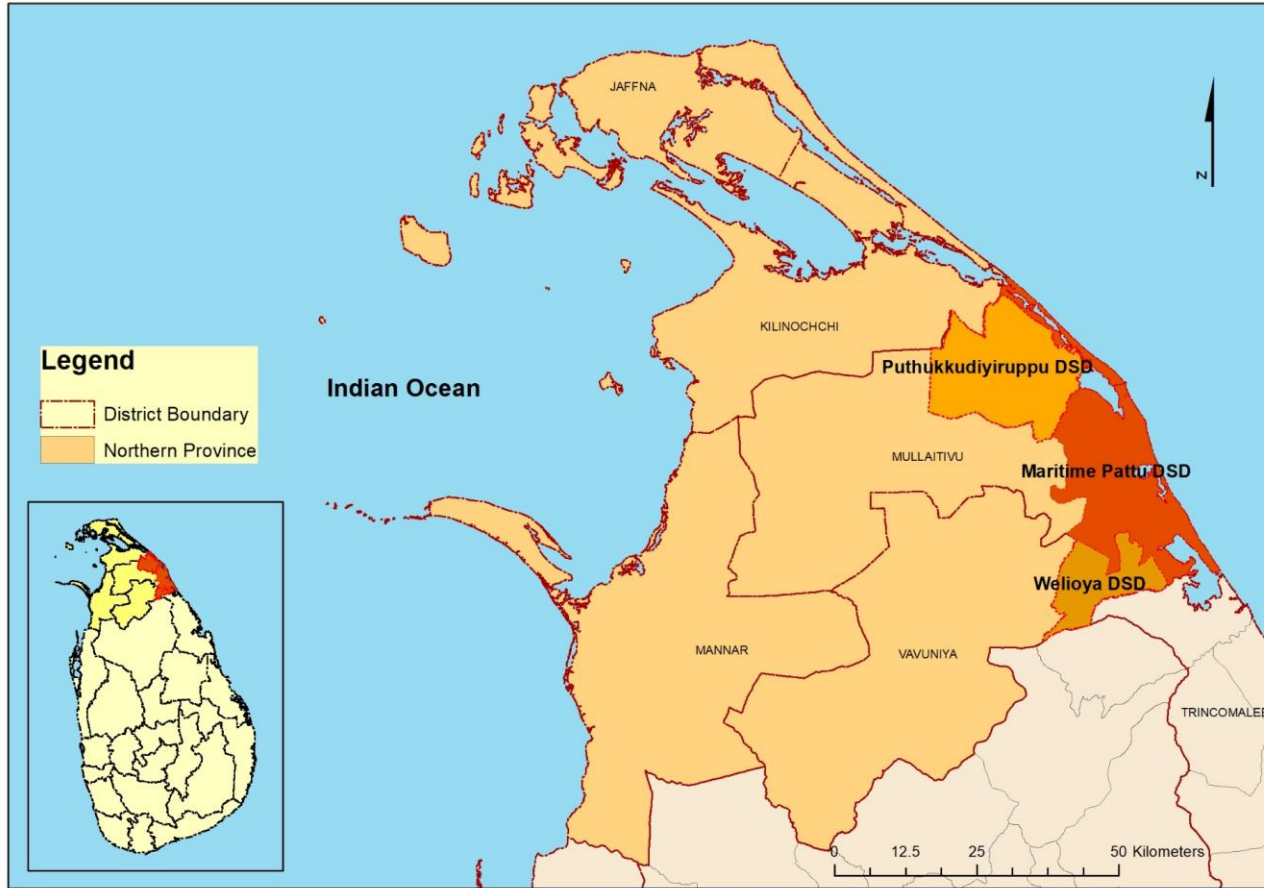 JAFFNA
N
KILINOCHCHI
Puthukkudiyiruppu DSD
Legend
Indian Ocean
District Boundary
Northern Province
MULLAITIVU
Maritime Pattu DSD
Welioya DSD
MANNAR
VAVUNIYA
TRINCOMALEE
0 12.5 25 50 Kilometers